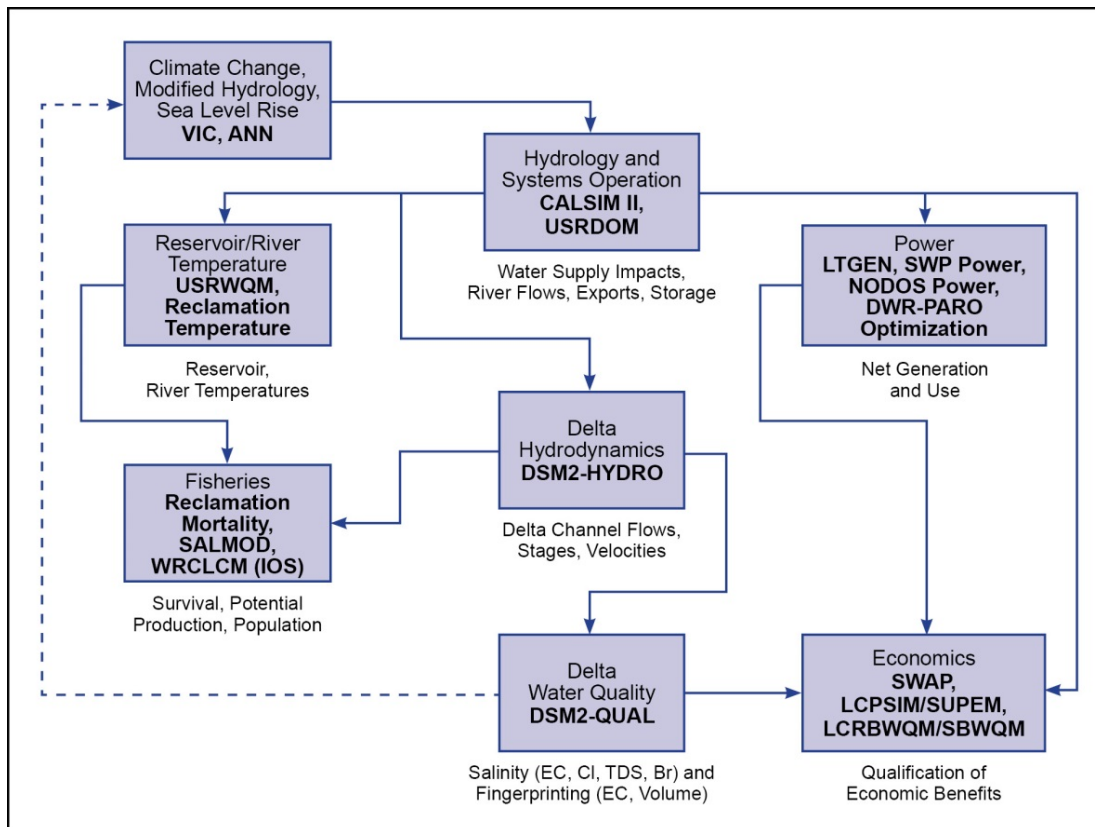 Climate Change,
Modified Hydrology,
Sea Level Rise
VIC, ANN
Hydrology and
Systems Operation
CALSIM II,
USRDOM
Water Supply Impacts,
River Flows, Exports, Storage
Reservoir/River
Temperature
USRWQM,
Reclamation
Temperature
Reservoir,
River Temperatures
Power
LTGEN, SWP Power,
NODOS Power,
DWR-PARO
Optimization
Net Generation
and Use
Delta
Hydrodynamics
DSM2-HYDRO
Delta Channel Flows,
Stages, Velocities
Fisheries
Reclamation
Mortality,
SALMOD,
WRCLCM (IOS)
Survival, Potential
Production, Population
Delta
Water Quality
DSM2-QUAL
Salinity (EC, Cl, TDS, Br) and
Fingerprinting (EC, Volume)
Economics
SWAP,
LCPSIM/SUPEM,
LCRBWQM/SBWQM
Qualification of
Economic Benefits